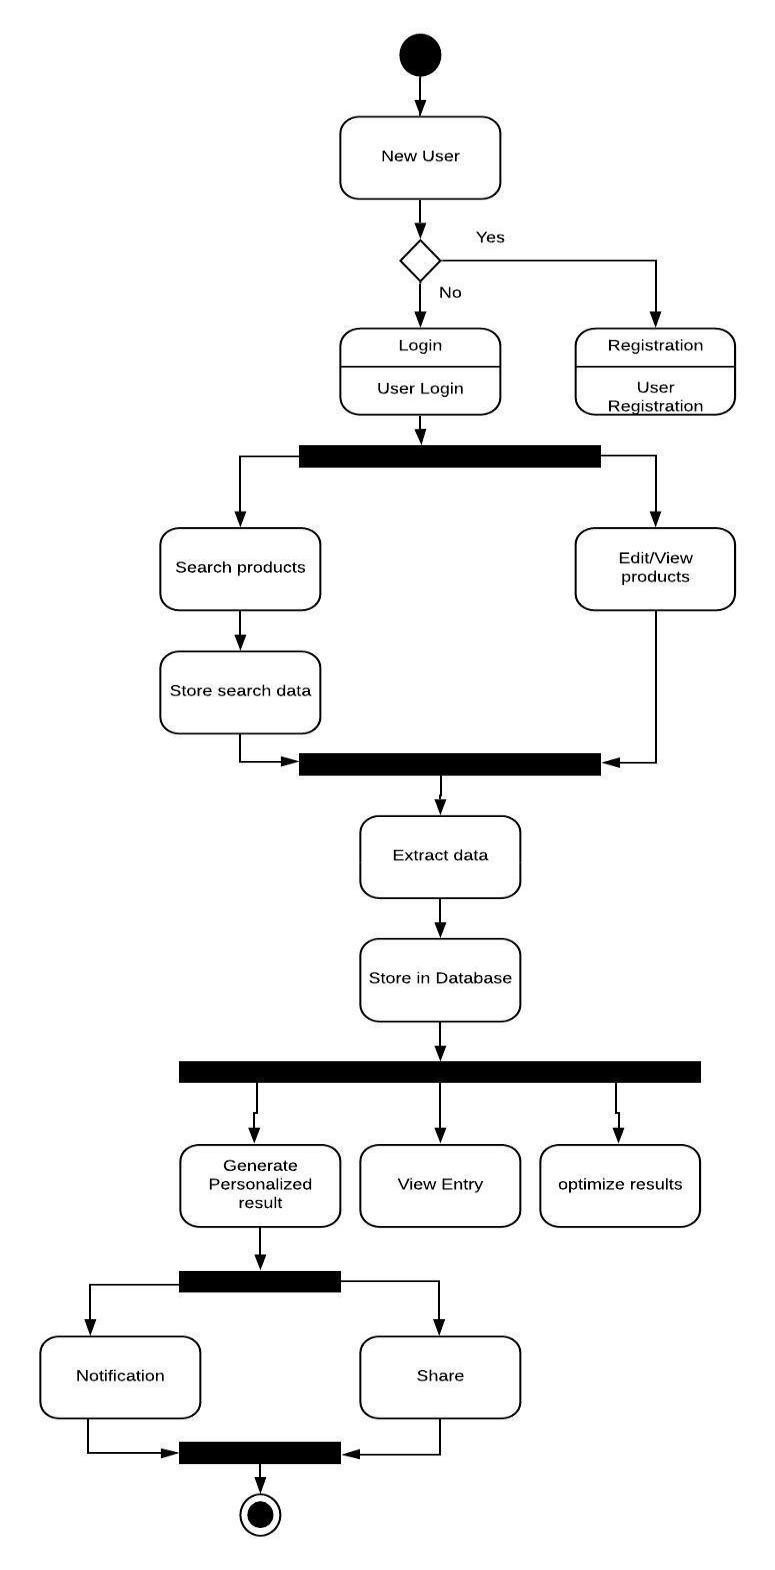 New User
Yes
No
Login
User Login
Registration
User
Registration
Search products
Edit/View
products
Store search data
Extract data
Store in Database
Generate
Personalized
result
View Entry
optimize results
Notification
Share